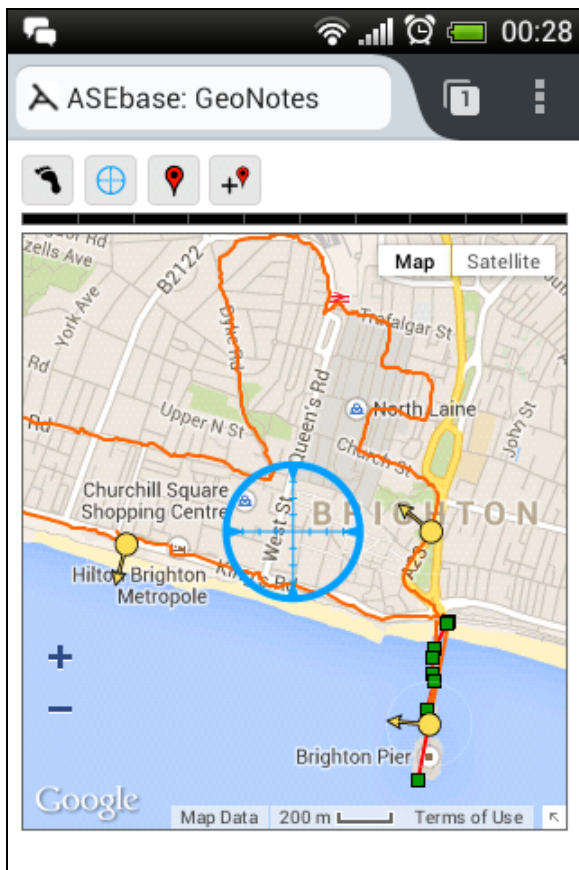 00:28
ASEbase: GeoNotes
1
Map
Satellite
zells Ave
B2122
York Ave
Rd
Rd
Dyke Rd
Trafalgar St
Queen's Rd
North Laine
Upper N St
Church St
John St
Churchill Square
Shopping Centre
West St
BRIGHTON
A23
Hilton Brighton
Metropole
King's Rd
+
−
Brighton Pier
Google
Map Data
200 m
Terms of Use